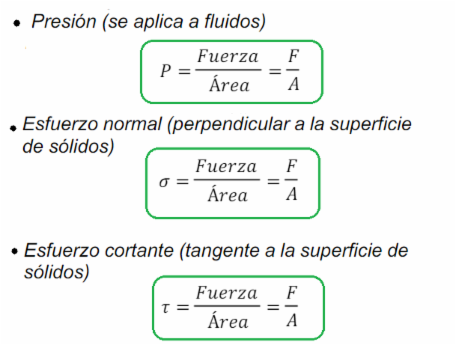 • Presión (se aplica a fluidos)
P = Fuerza/Área = F/A
• Esfuerzo normal (perpendicular a la superficie
de sólidos)
σ = Fuerza/Área = F/A
• Esfuerzo cortante (tangente a la superficie de
sólidos)
τ = Fuerza/Área = F/A